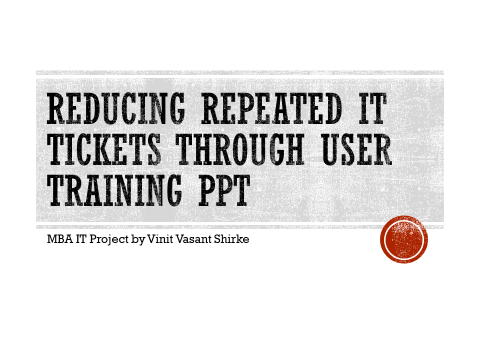 REDUCING REPEATED IT
TICKETS THROUGH USER
TRAINING PPT
MBA IT Project by Vinit Vasant Shirke